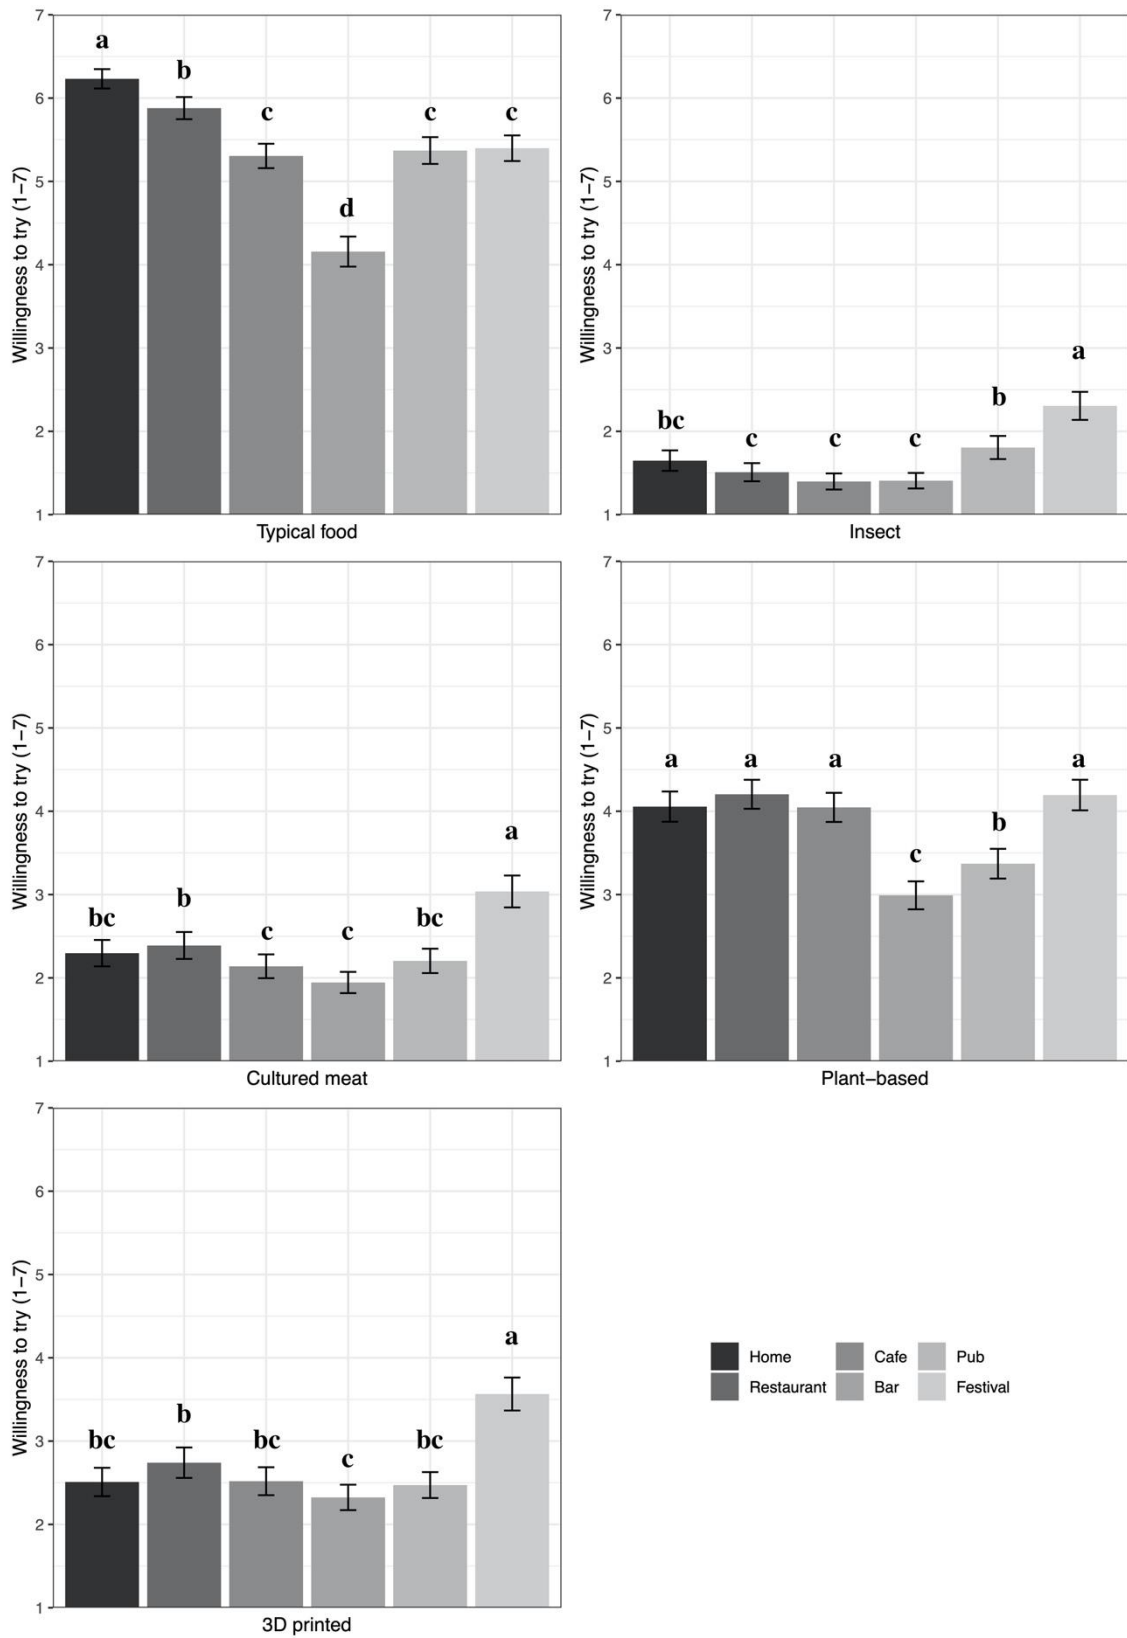 7
6
5
4
3
2
1
Willingness to try (1−7)
a
b
c
d
c
c
Typical food
7
6
5
4
3
2
1
Willingness to try (1−7)
bc
c
c
c
b
a
Insect
7
6
5
4
3
2
1
Willingness to try (1−7)
bc
b
c
c
bc
a
Cultured meat
7
6
5
4
3
2
1
Willingness to try (1−7)
a
a
a
c
b
a
Plant−based
7
6
5
4
3
2
1
Willingness to try (1−7)
bc
b
bc
c
bc
a
3D printed
Home Cafe Pub
Restaurant Bar Festival